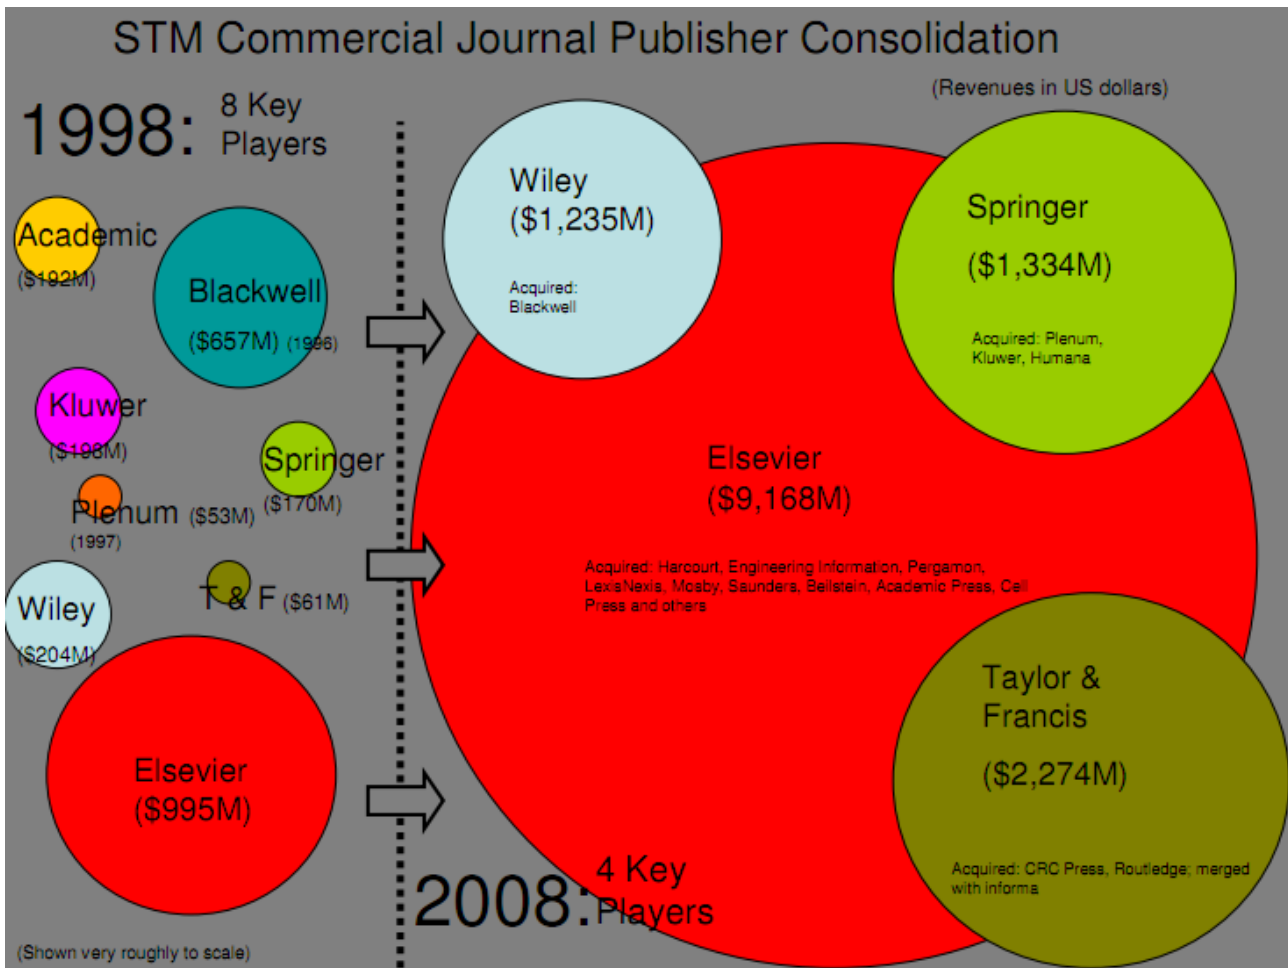 STM Commercial Journal Publisher Consolidation
(Revenues in US dollars)
1998:
8 Key
Players
Academic
($192M)
Blackwell
($657M) (1996)
Kluwer
($198M)
Springer
($170M)
Plenum ($53M)
(1997)
T & F ($61M)
Wiley
($204M)
Elsevier
($995M)
(Shown very roughly to scale)
Wiley
($1,235M)
Acquired:
Blackwell
Springer
($1,334M)
Acquired: Plenum,
Kluwer, Humana
Elsevier
($9,168M)
Acquired: Harcourt, Engineering Information, Pergamon,
LexisNexis, Mosby, Saunders, Beilstein, Academic Press, Cell
Press and others
Taylor &
Francis
($2,274M)
Acquired: CRC Press, Routledge; merged
with informa
2008:
4 Key
Players